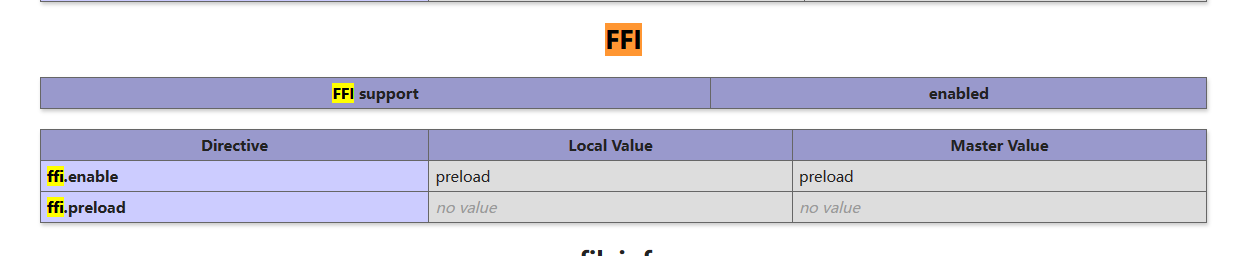 FFI
FFI support enabled
Directive Local Value Master Value
ffi.enable preload preload
ffi.preload no value no value